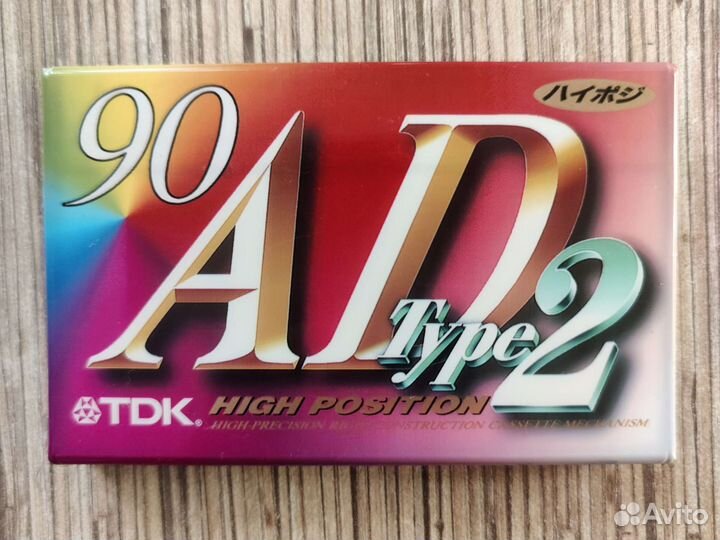 90
ハイポジ
AD
Type 2
TDK®
HIGH POSITION
HIGH-PRECISION RIGID CONSTRUCTION CASSETTE MECHANISM
Avito